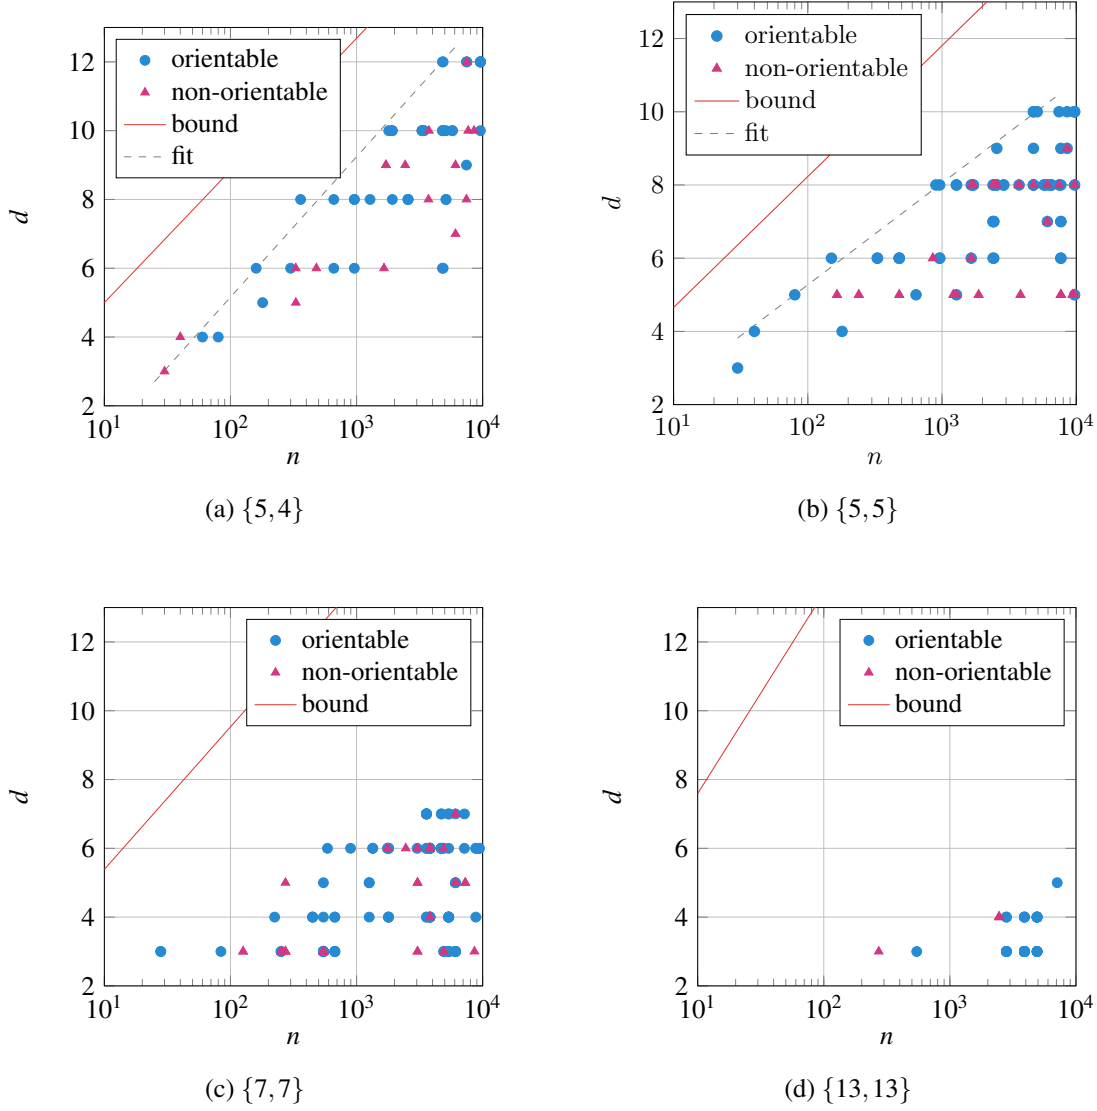 orientable
non-orientable
bound
fit
12
10
8
6
4
2
d
10^1
10^2
10^3
10^4
n
(a) {5,4}
orientable
non-orientable
bound
fit
12
10
8
6
4
2
d
10^1
10^2
10^3
10^4
n
(b) {5,5}
orientable
non-orientable
bound
12
10
8
6
4
2
d
10^1
10^2
10^3
10^4
n
(c) {7,7}
orientable
non-orientable
bound
12
10
8
6
4
2
d
10^1
10^2
10^3
10^4
n
(d) {13,13}